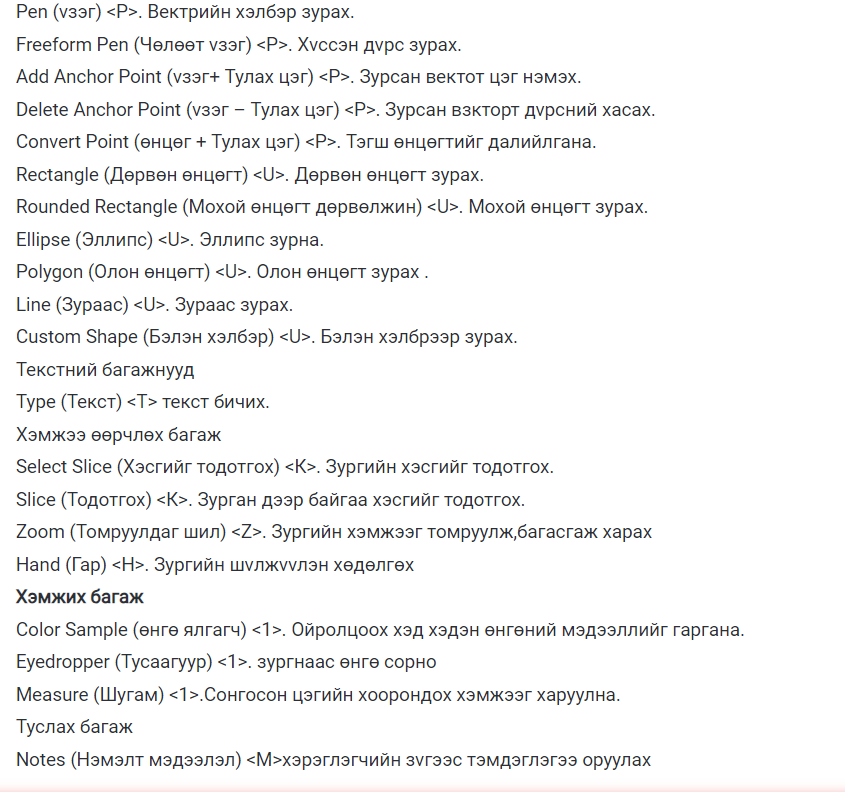 Pen (vзэг) <P>. Вектрийн хэлбэр зурах.
Freeform Pen (Чөлөөт vзэг) <P>. Хvссэн дvрс зурах.
Add Anchor Point (vзэг+ Тулах цэг) <P>. Зурсан вектот цэг нэмэх.
Delete Anchor Point (vзэг – Тулах цэг) <P>. Зурсан взкторт дvрсний хасах.
Convert Point (өнцөг + Тулах цэг) <P>. Тэгш өнцөгтийг далийлгана.
Rectangle (Дөрвөн өнцөгт) <U>. Дөрвөн өнцөгт зурах.
Rounded Rectangle (Мохой өнцөгт дөрвөлжин) <U>. Мохой өнцөгт зурах.
Ellipse (Эллипс) <U>. Эллипс зурна.
Polygon (Олон өнцөгт) <U>. Олон өнцөгт зурах .
Line (Зураас) <U>. Зураас зурах.
Custom Shape (Бэлэн хэлбэр) <U>. Бэлэн хэлбрээр зурах.
Текстний багажнууд
Type (Текст) <T> текст бичих.
Хэмжээ өөрчлөх багаж
Select Slice (Хэсгийг тодотгох) <К>. Зургийн хэсгийг тодотгох.
Slice (Тодотгох) <К>. Зурган дээр байгаа хэсгийг тодотгох.
Zoom (Томруулдаг шил) <Z>. Зургийн хэмжээг томруулж,багасгаж харах
Hand (Гар) <H>. Зургийн шvлжvvлэн хөдөлгөх
Хэмжих багаж
Color Sample (өнгө ялгагч) <1>. Ойролцоох хэд хэдэн өнгөний мэдээллийг гаргана.
Eyedropper (Тусаагуур) <1>. зургнаас өнгө сорно
Measure (Шугам) <1>.Сонгосон цэгийн хоорондох хэмжээг харуулна.
Туслах багаж
Notes (Нэмэлт мэдээлэл) <M>хэрэглэгчийн зvгээс тэмдэглэгээ оруулах